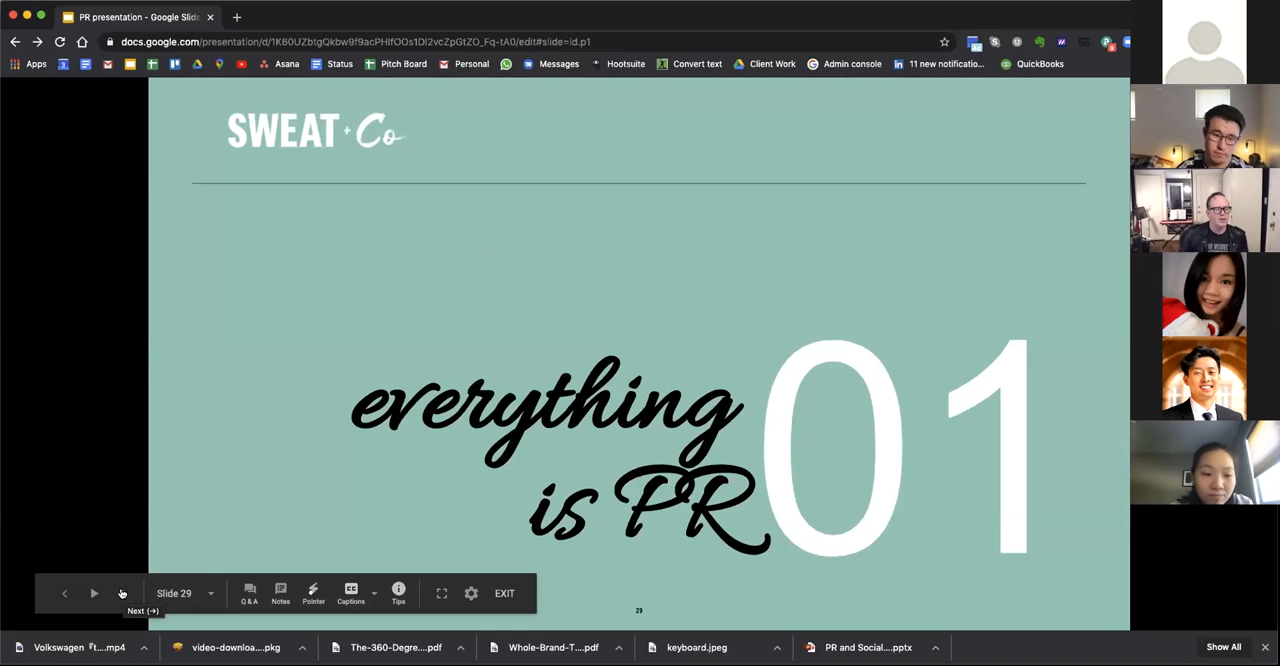 PR presentation - Google Slide
docs.google.com/presentation/d/1K60UZbtgQkbw9f9acPHIfOOs1DI2vcZpGtZO_Fq-tA0/edit#slide=id.p1
Apps Asana Status Pitch Board Personal Messages Hootsuite Convert text Client Work Admin console 11 new notificatio... QuickBooks
SWEAT + Co
everything
is PR
01
Slide 29 Q&A Notes Pointer Captions Tips EXIT
Next (→)
29
Volkswagen 『t....mp4 video-downloa....pkg The-360-Degre....pdf Whole-Brand-T....pdf keyboard.jpeg PR and Social....pptx Show All